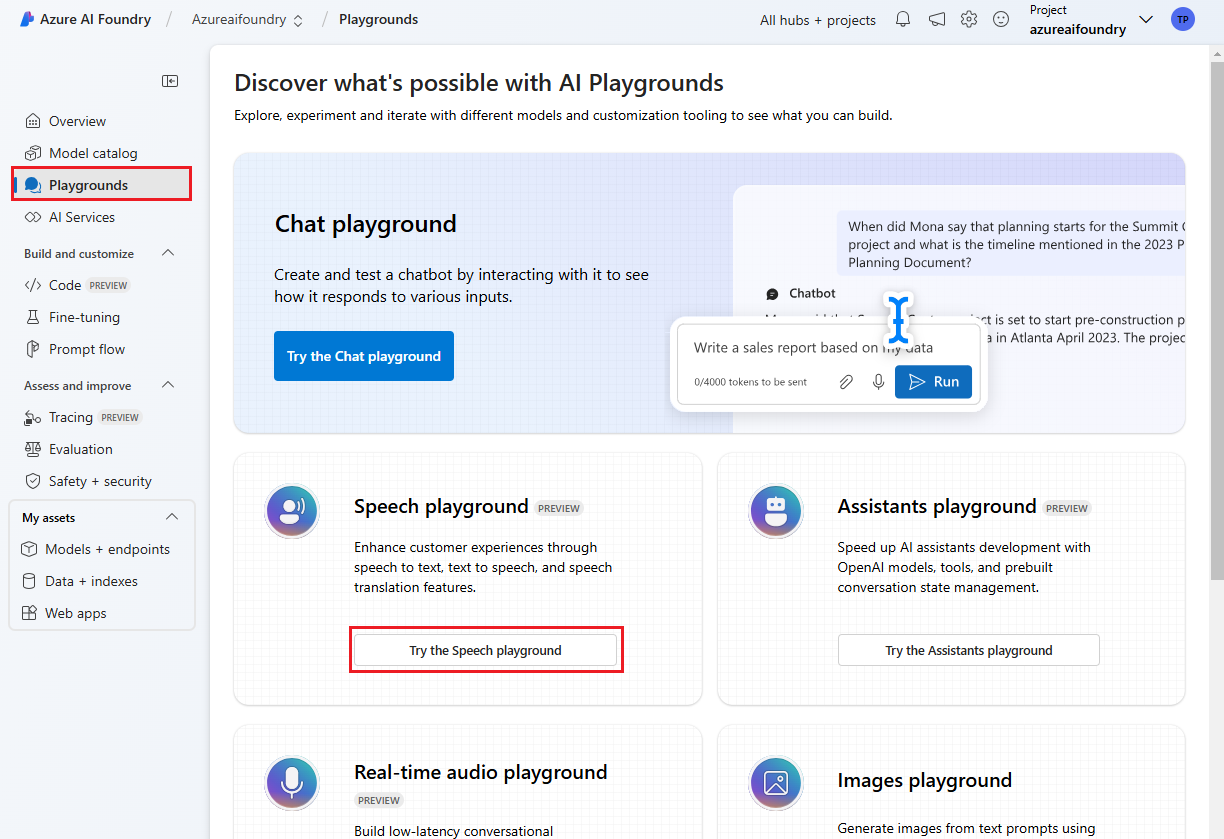 Azure AI Foundry / Azureaifoundry / Playgrounds
All hubs + projects
Project
azureaifoundry
TP
Overview
Model catalog
Playgrounds
AI Services
Build and customize
Code PREVIEW
Fine-tuning
Prompt flow
Assess and improve
Tracing PREVIEW
Evaluation
Safety + security
My assets
Models + endpoints
Data + indexes
Web apps
Discover what's possible with AI Playgrounds
Explore, experiment and iterate with different models and customization tooling to see what you can build.
Chat playground
Create and test a chatbot by interacting with it to see
how it responds to various inputs.
Try the Chat playground
When did Mona say that planning starts for the Summit
project and what is the timeline mentioned in the 2023
Planning Document?
Chatbot
is set to start pre-construction
in Atlanta April 2023. The
Write a sales report based on my data
0/4000 tokens to be sent
Run
Speech playground PREVIEW
Enhance customer experiences through
speech to text, text to speech, and speech
translation features.
Try the Speech playground
Assistants playground PREVIEW
Speed up AI assistants development with
OpenAI models, tools, and prebuilt
conversation state management.
Try the Assistants playground
Real-time audio playground
PREVIEW
Build low-latency conversational
Images playground
Generate images from text prompts using